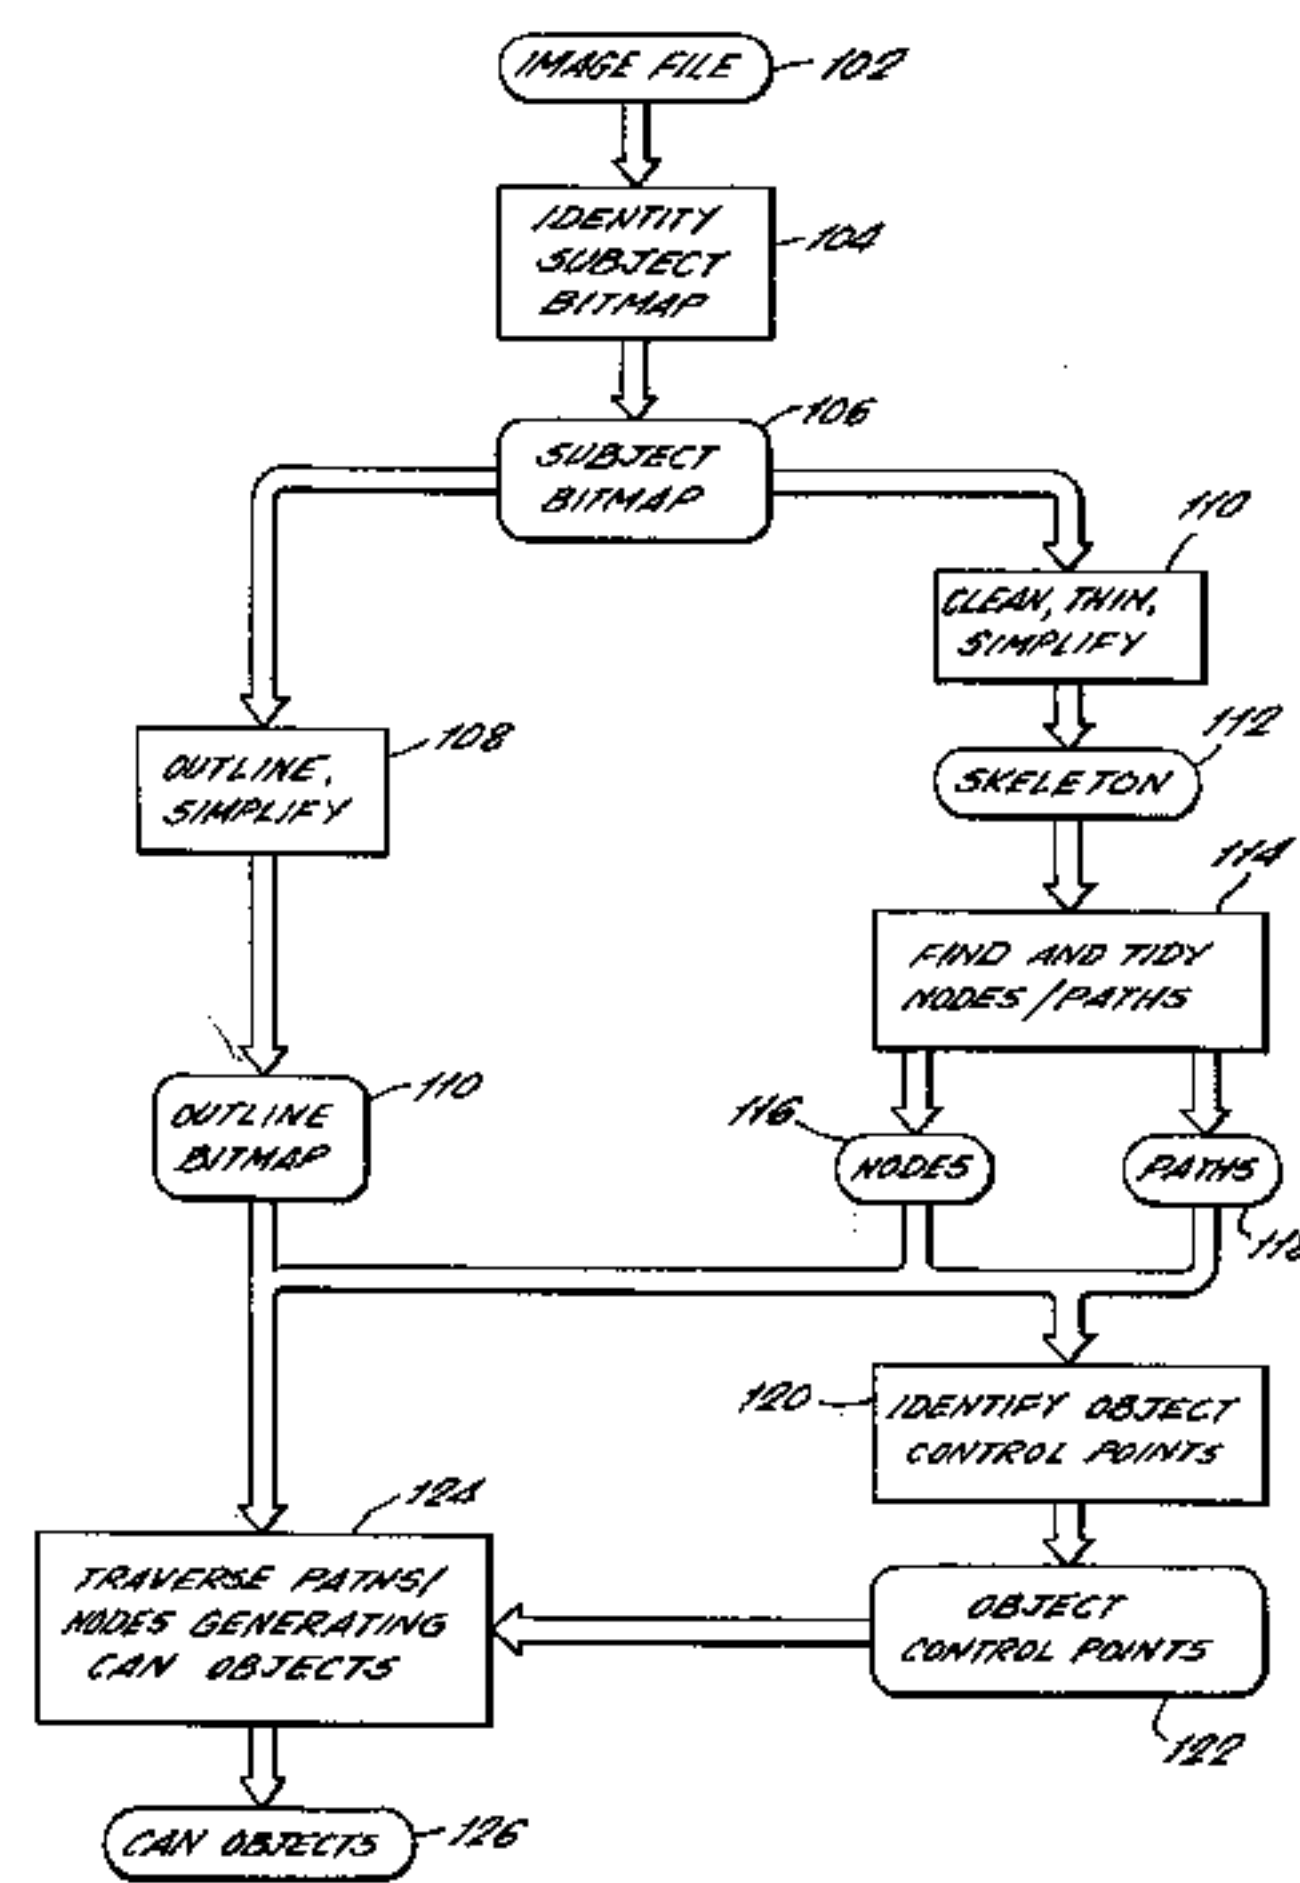 IMAGE FILE
102
IDENTITY
SUBJECT
BITMAP
104
SUBJECT
BITMAP
106
110
CLEAN, THIN,
SIMPLIFY
108
OUTLINE,
SIMPLIFY
112
SKELETON
114
FIND AND TIDY
NODES/PATHS
110
OUTLINE
BITMAP
116
NODES
PATHS
118
120
IDENTIFY OBJECT
CONTROL POINTS
124
TRAVERSE PATHS/
NODES GENERATING
CAN OBJECTS
OBJECT
CONTROL POINTS
122
CAN OBJECTS
126